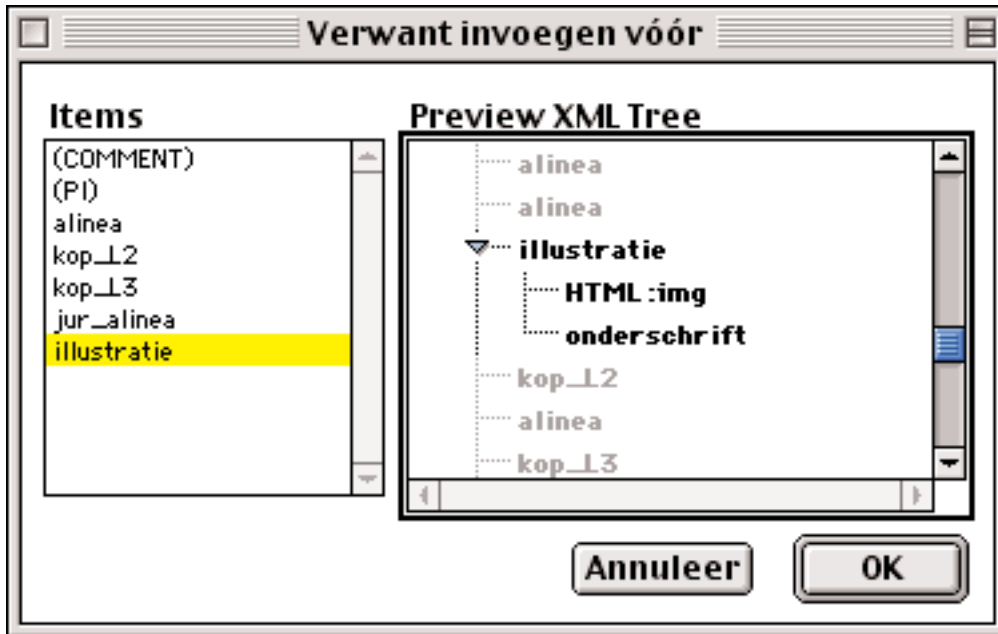 Verwant invoegen vóór
Items
(COMMENT)
(PI)
alinea
kop_L2
kop_L3
jur_alinea
illustratie
Preview XML Tree
alinea
alinea
illustratie
HTML:img
onderschrift
kop_L2
alinea
kop_L3
Annuleer
OK